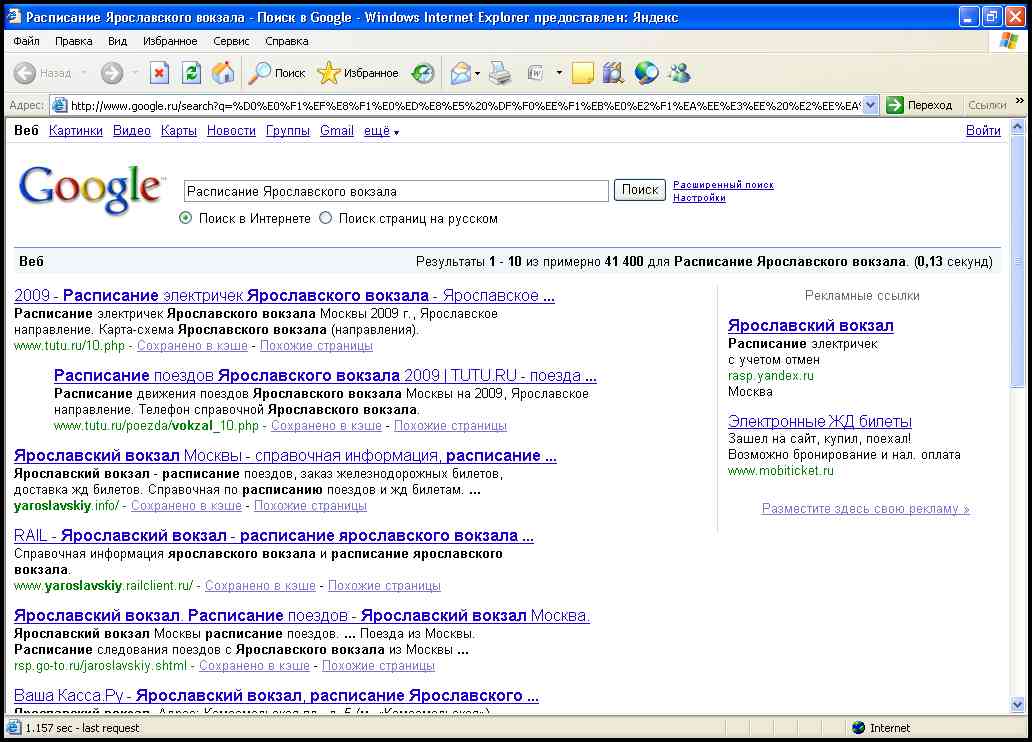 Расписание Ярославского вокзала - Поиск в Google - Windows Internet Explorer предоставлен: Яндекс
Файл Правка Вид Избранное Сервис Справка
Назад Поиск Избранное
Адрес: http://www.google.ru/search?q=%D0%E0%F1%EF%E8%F1%E0%ED%E8%E5%20%DF%F0%EE%F1%EB%E0%E2%F1%EA%EE%E3%EE%20%E2%EE%EA% Переход Ссылки »
Веб Картинки Видео Карты Новости Группы Gmail ещё ▼ Войти
Google™
Расписание Ярославского вокзала Поиск Расширенный поиск
Настройки
Поиск в Интернете Поиск страниц на русском
Веб Результаты 1 - 10 из примерно 41 400 для Расписание Ярославского вокзала. (0,13 секунд)
2009 - Расписание электричек Ярославского вокзала - Ярославское ...
Расписание электричек Ярославского вокзала Москвы 2009 г., Ярославское
направление. Карта-схема Ярославского вокзала (направления).
www.tutu.ru/10.php - Сохранено в кэше - Похожие страницы
Расписание поездов Ярославского вокзала 2009 | TUTU.RU - поезда ...
Расписание движения поездов Ярославского вокзала Москвы на 2009, Ярославское
направление. Телефон справочной Ярославского вокзала.
www.tutu.ru/poezda/vokzal_10.php - Сохранено в кэше - Похожие страницы
Ярославский вокзал Москвы - справочная информация, расписание ...
Ярославский вокзал - расписание поездов, заказ железнодорожных билетов,
доставка жд билетов. Справочная по расписанию поездов и жд билетам. ...
yaroslavskiy.info/ - Сохранено в кэше - Похожие страницы
RAIL - Ярославский вокзал - расписание ярославского вокзала ...
Справочная информация ярославского вокзала и расписание ярославского
вокзала.
www.yaroslavskiy.railclient.ru/ - Сохранено в кэше - Похожие страницы
Ярославский вокзал. Расписание поездов - Ярославский вокзал Москва.
Ярославский вокзал Москвы расписание поездов. ... Поезда из Москвы.
Расписание следования поездов с Ярославского вокзала из Москвы ...
rsp.go-to.ru/jaroslavskiy.shtml - Сохранено в кэше - Похожие страницы
Ваша Касса.Ру - Ярославский вокзал, расписание Ярославского ...
Ярославский вокзал. Адрес: Комсомольская пл., д. 5 (м. «Комсомольская»)
Рекламные ссылки
Ярославский вокзал
Расписание электричек
с учетом отмен
rasp.yandex.ru
Москва
Электронные ЖД билеты
Зашел на сайт, купил, поехал!
Возможно бронирование и нал. оплата
www.mobiticket.ru
Разместите здесь свою рекламу »
1.157 sec - last request Internet